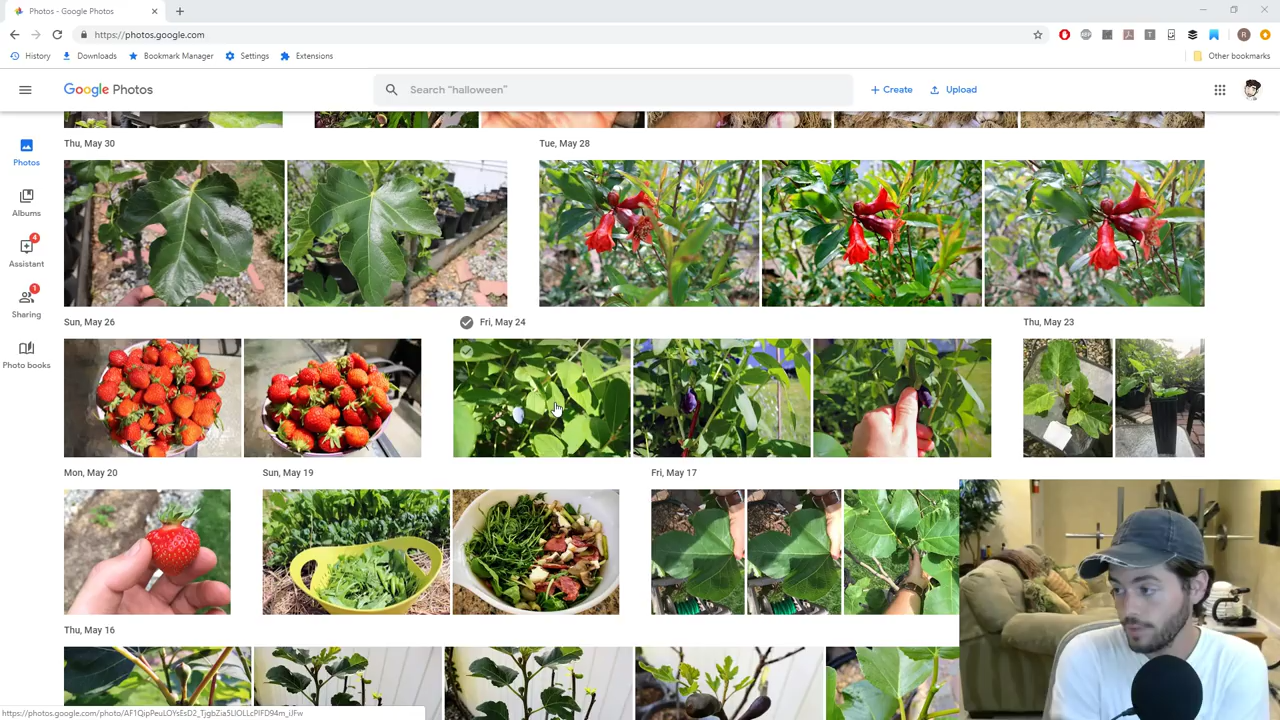 Photos - Google Photos
https://photos.google.com
History
Downloads
Bookmark Manager
Settings
Extensions
Other bookmarks
Google Photos
Search "halloween"
+ Create
Upload
Photos
Albums
4
Assistant
1
Sharing
Photo books
Thu, May 30
Tue, May 28
Sun, May 26
Fri, May 24
Thu, May 23
Mon, May 20
Sun, May 19
Fri, May 17
Thu, May 16